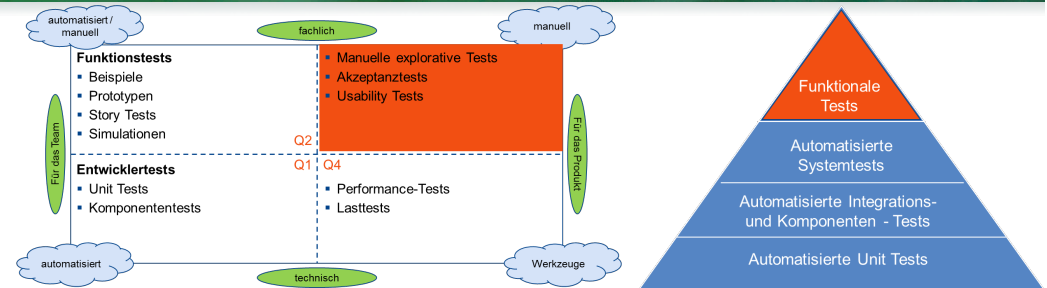 automatisiert /
manuell
fachlich
manuell
Funktionstests
Beispiele
Prototypen
Story Tests
Simulationen
Q2
Manuelle explorative Tests
Akzeptanztests
Usability Tests
Für das Team
Für das Produkt
Q1
Q4
Entwicklertests
Unit Tests
Komponententests
Performance-Tests
Lasttests
automatisiert
technisch
Werkzeuge
Funktionale
Tests
Automatisierte
Systemtests
Automatisierte Integrations-
und Komponenten - Tests
Automatisierte Unit Tests